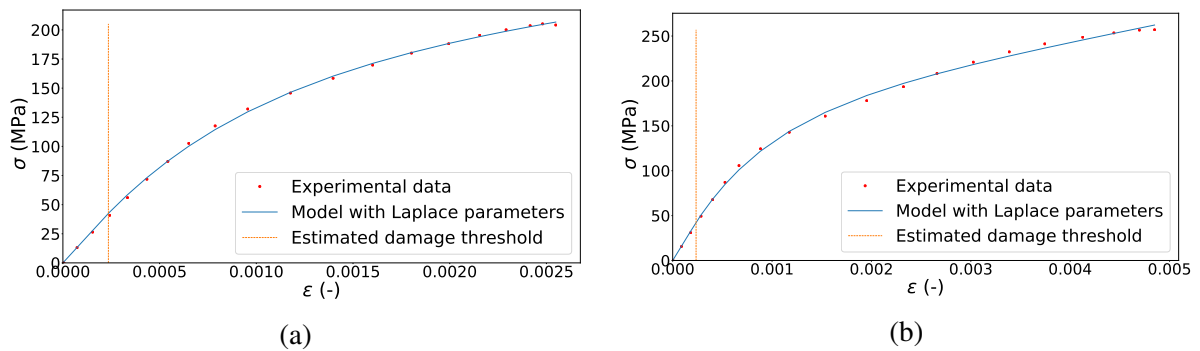 200
175
150
125
100
75
50
25
0
σ (MPa)
0.0000
0.0005
0.0010
0.0015
0.0020
0.0025
ε (-)
Experimental data
Model with Laplace parameters
Estimated damage threshold
(a)
250
200
150
100
50
0
σ (MPa)
0.000
0.001
0.002
0.003
0.004
0.005
ε (-)
Experimental data
Model with Laplace parameters
Estimated damage threshold
(b)